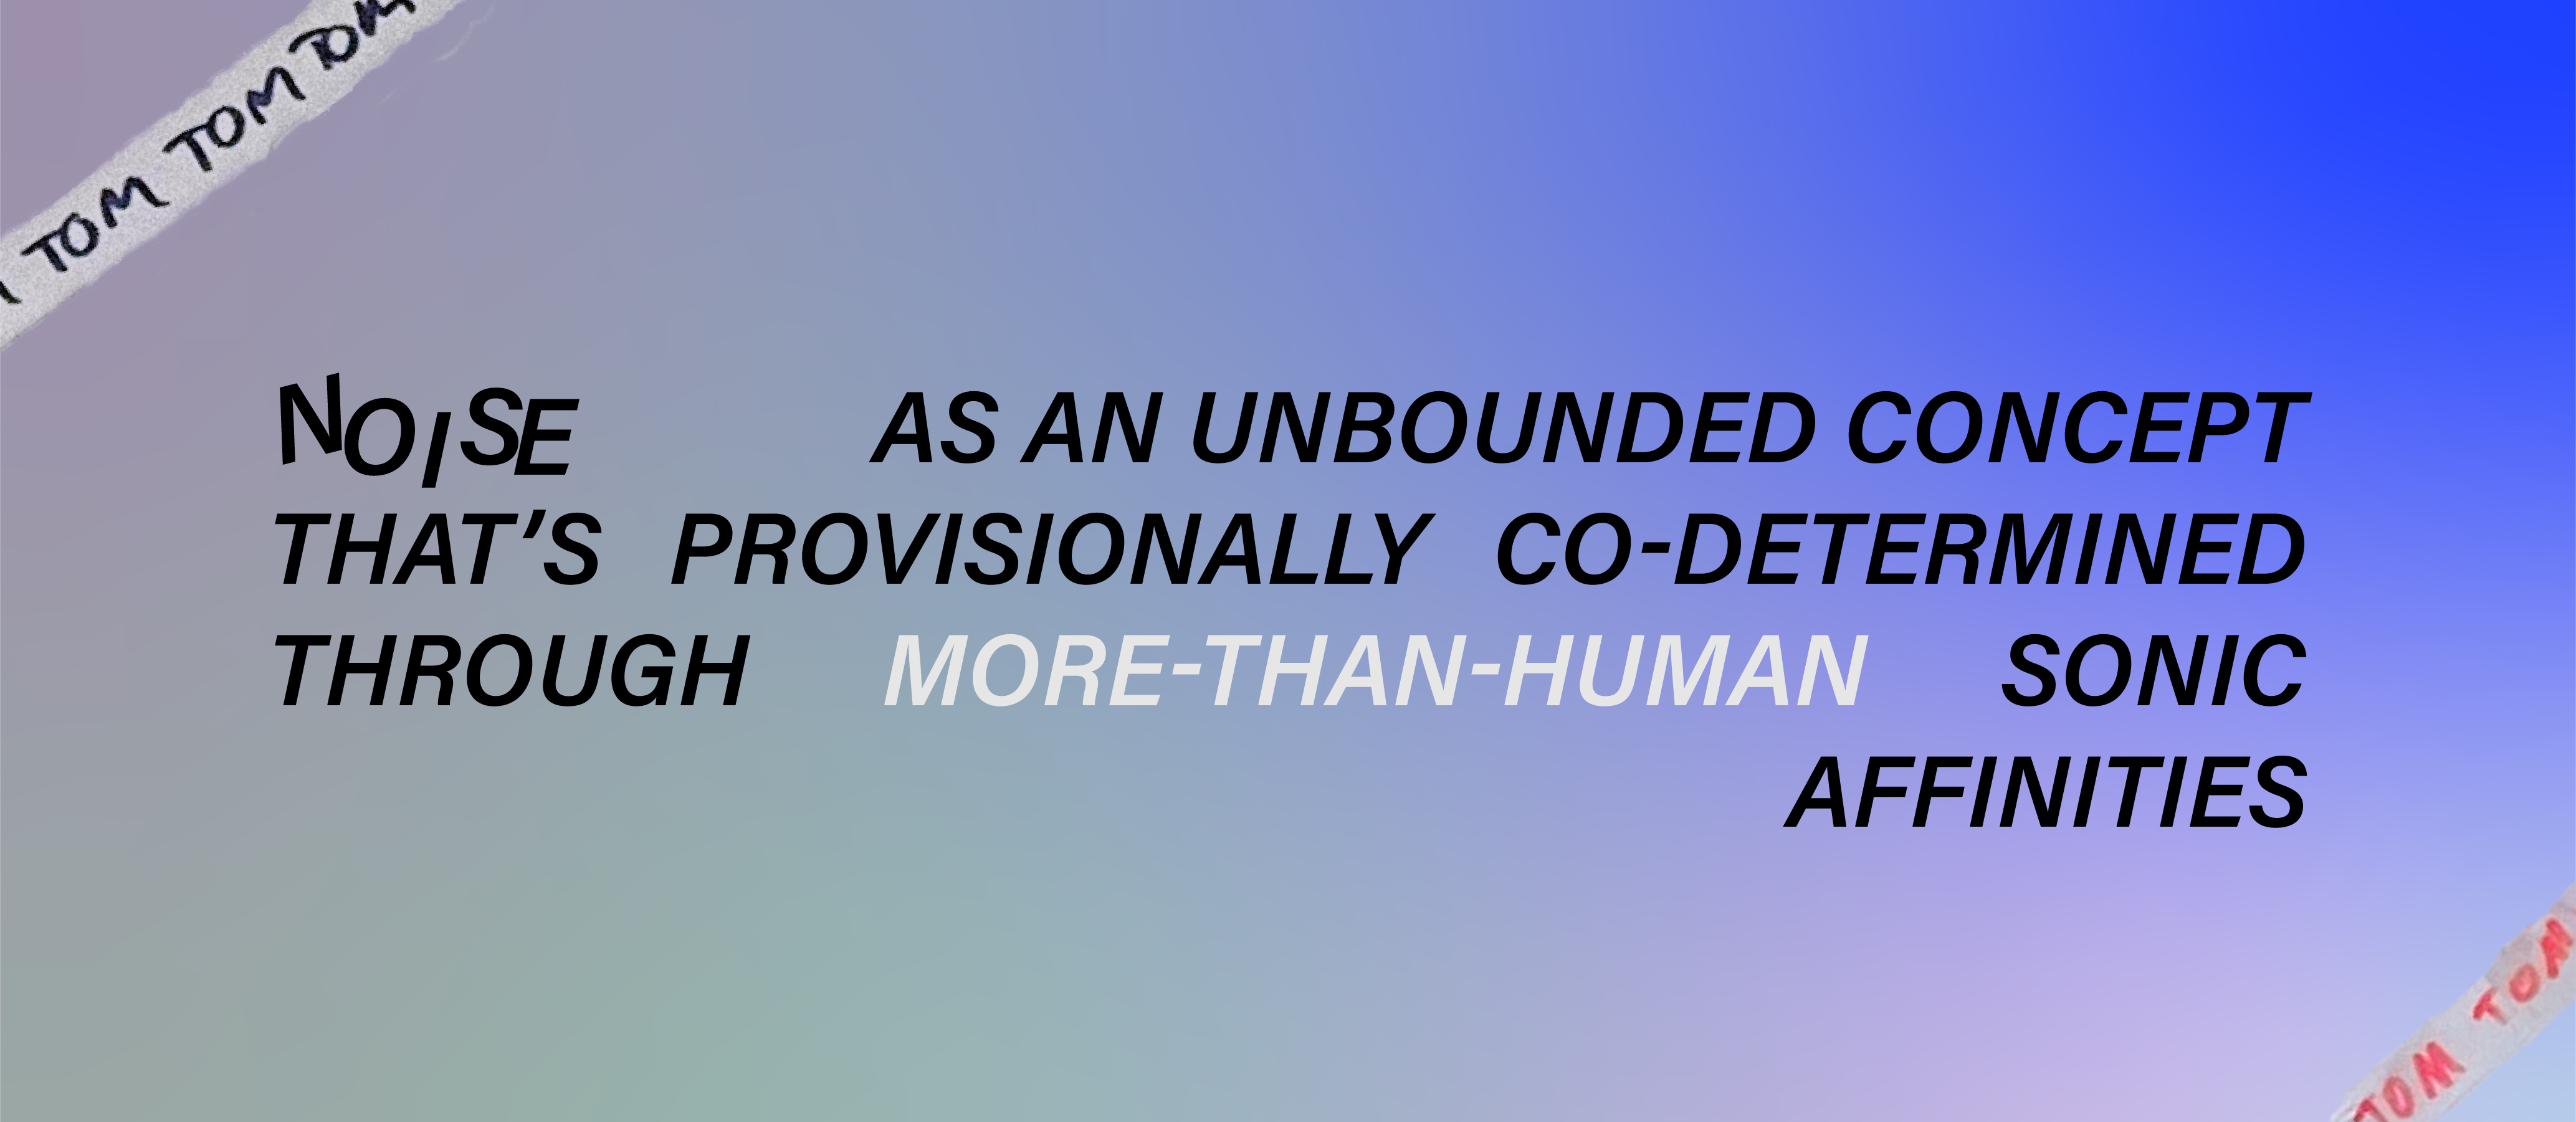 TOM TOM TOM
NOISE AS AN UNBOUNDED CONCEPT
THAT'S PROVISIONALLY CO-DETERMINED
THROUGH MORE-THAN-HUMAN SONIC
AFFINITIES
TOM TOM